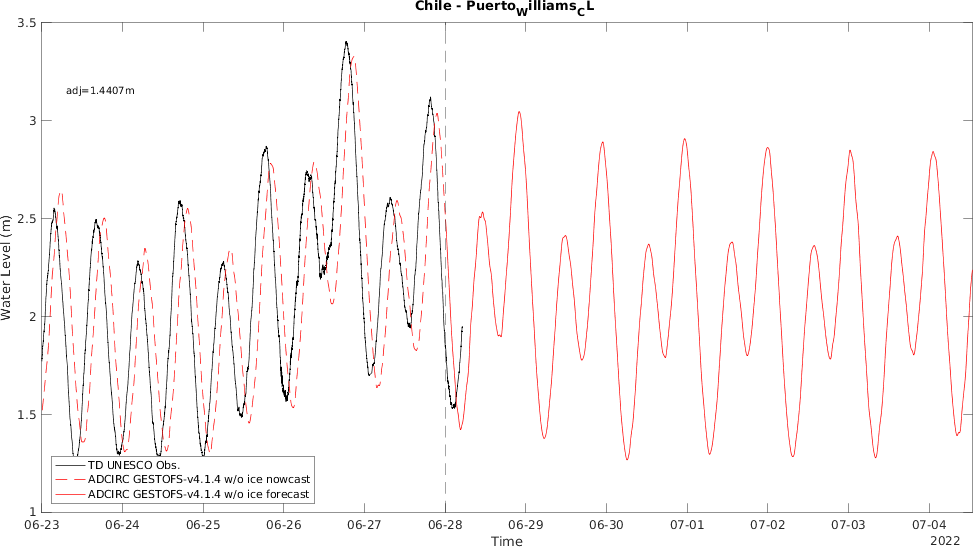 Chile - PuertoWilliamsCL
3.5
adj=1.4407m
3
2.5
Water Level (m)
2
1.5
TD UNESCO Obs.
ADCIRC GESTOFS-v4.1.4 w/o ice nowcast
ADCIRC GESTOFS-v4.1.4 w/o ice forecast
1
06-23 06-24 06-25 06-26 06-27 06-28 06-29 06-30 07-01 07-02 07-03 07-04
Time
2022